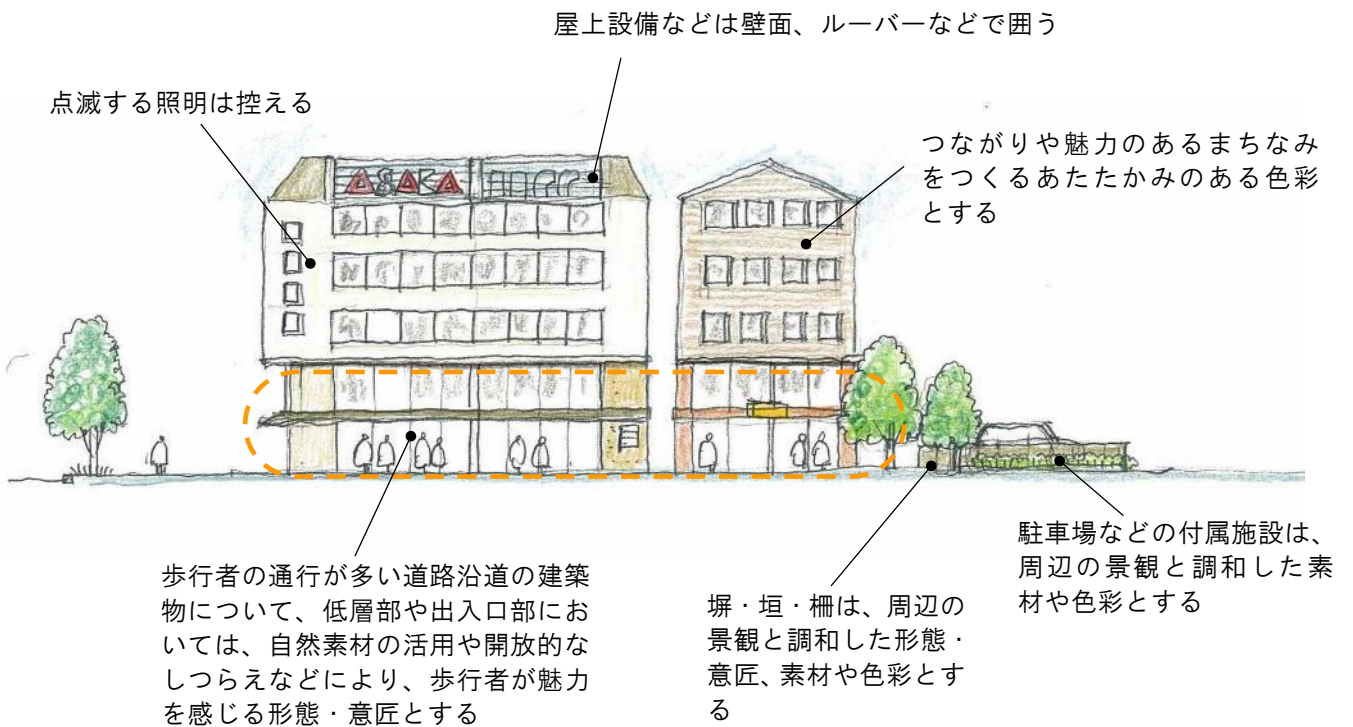 屋上設備などは壁面、ルーバーなどで囲う
点滅する照明は控える
つながりや魅力のあるまちなみ
をつくるあたたかみのある色彩
とする
ASAKA
歩行者の通行が多い道路沿道の建築
物について、低層部や出入口部にお
いては、自然素材の活用や開放的な
しつらえなどにより、歩行者が魅力
を感じる形態・意匠とする
塀・垣・柵は、周辺の
景観と調和した形態・
意匠、素材や色彩とす
る
駐車場などの付属施設は、
周辺の景観と調和した素
材や色彩とする